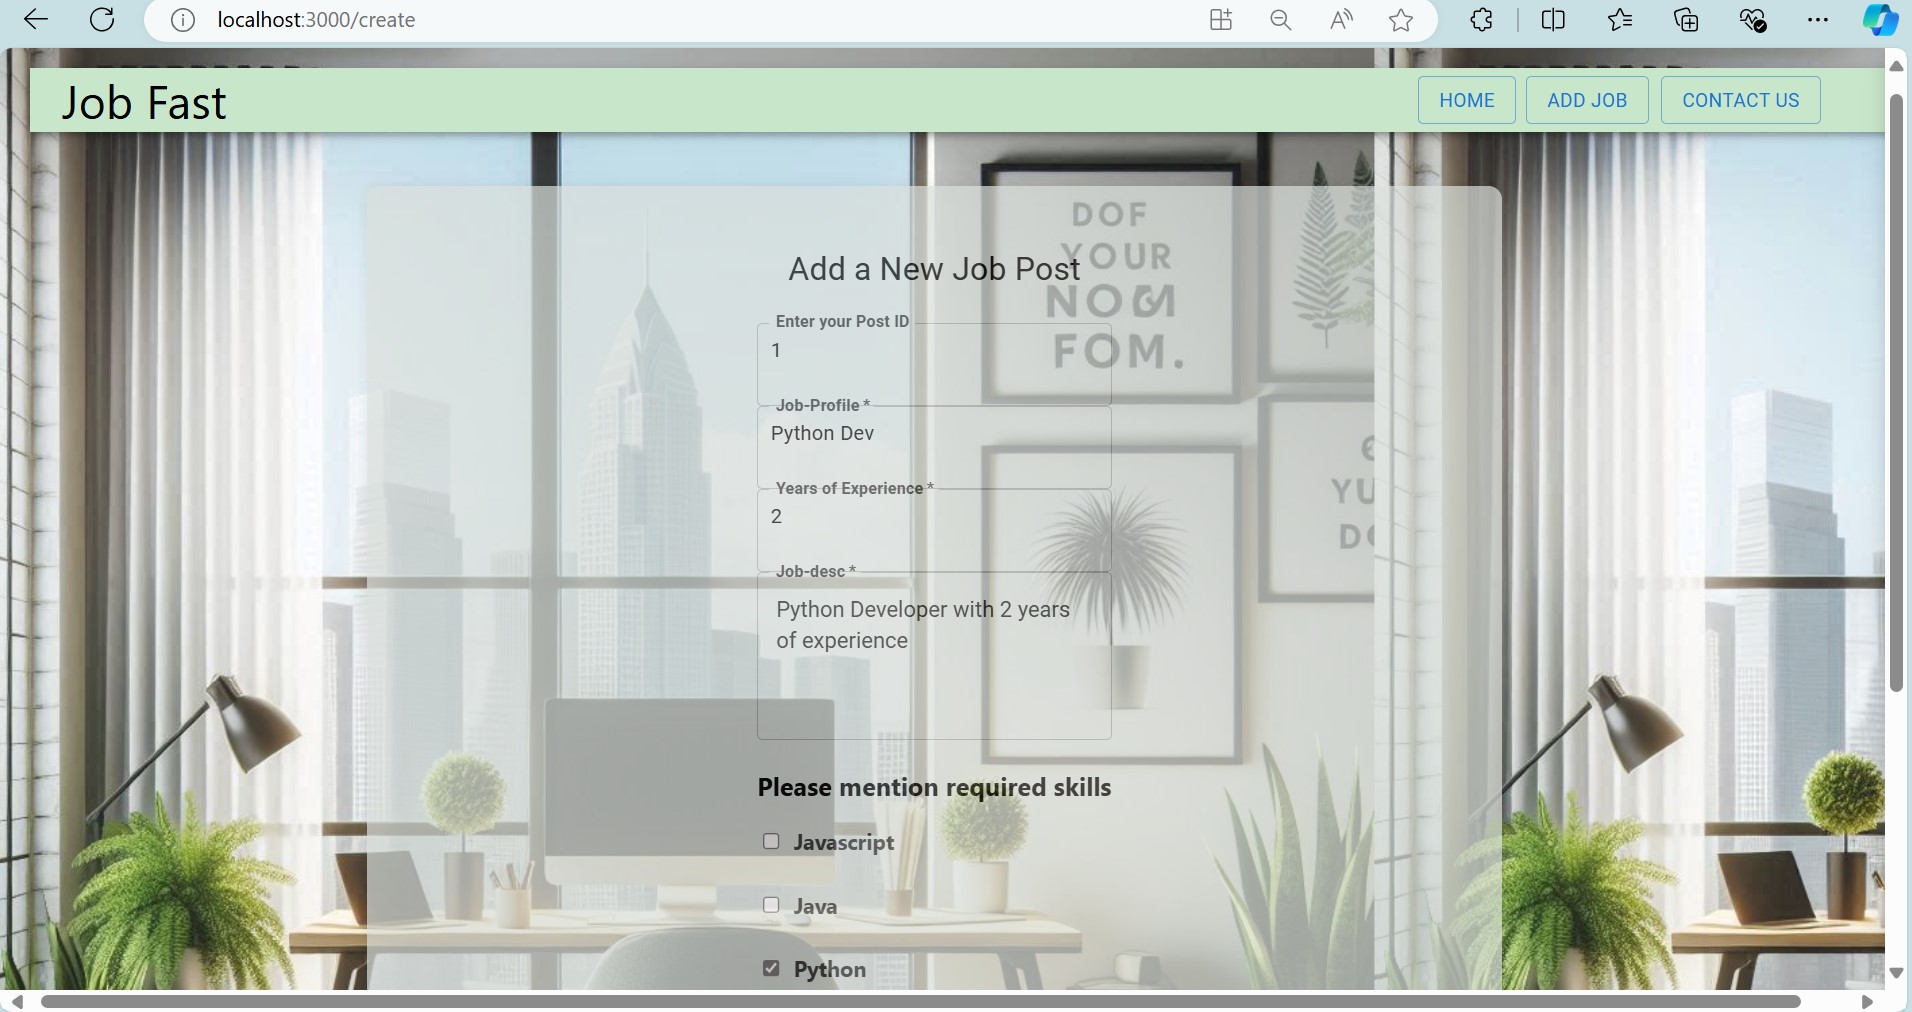 localhost:3000/create
Job Fast
HOME
ADD JOB
CONTACT US
DOF
YOUR
NO
FOM.
YU
Add a New Job Post
Enter your Post ID
1
Job-Profile *
Python Dev
Years of Experience *
2
Job-desc *
Python Developer with 2 years
of experience
Please mention required skills
Javascript
Java
Python